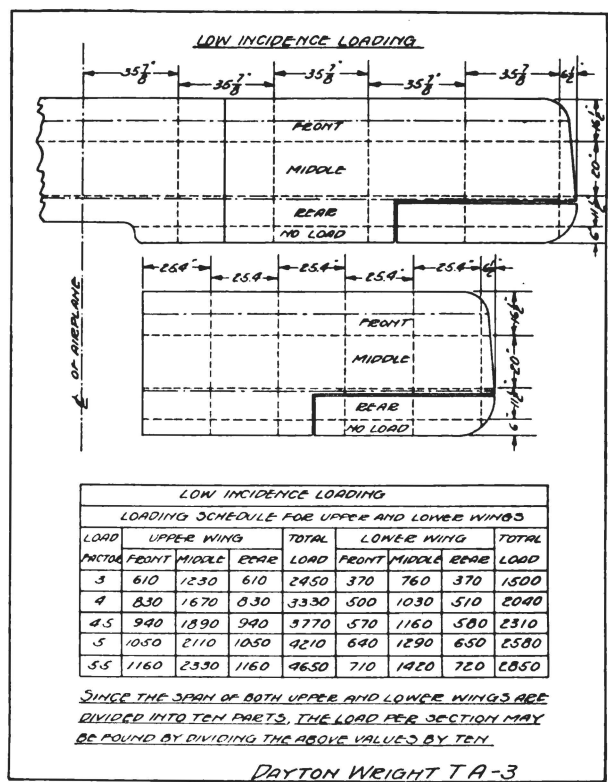 LOW INCIDENCE LOADING
35 7/8" 35 7/8" 35 7/8" 35 7/8" 35 7/8 6 1/2"
FRONT
MIDDLE
REAR
NO LOAD
16 1/2" 20" 11 1/2" 6"
25.4" 25.4" 25.4" 25.4" 25.4" 6 1/2"
FRONT
MIDDLE
REAR
NO LOAD
16 1/2" 20" 11 1/2" 6"
℄ OF AIRPLANE
LOW INCIDENCE LOADING
LOADING SCHEDULE FOR UPPER AND LOWER WINGS
LOAD UPPER WING TOTAL LOWER WING TOTAL
FACTOR FRONT MIDDLE REAR LOAD FRONT MIDDLE REAR LOAD
3 610 1230 610 2450 370 760 370 1500
4 830 1670 830 3330 500 1030 510 2040
4.5 940 1890 940 3770 570 1160 580 2310
5 1050 2110 1050 4210 640 1290 650 2580
5.5 1160 2330 1160 4650 710 1420 720 2850
SINCE THE SPAN OF BOTH UPPER AND LOWER WINGS ARE
DIVIDED INTO TEN PARTS, THE LOAD PER SECTION MAY
BE FOUND BY DIVIDING THE ABOVE VALUES BY TEN
DAYTON WRIGHT TA-3